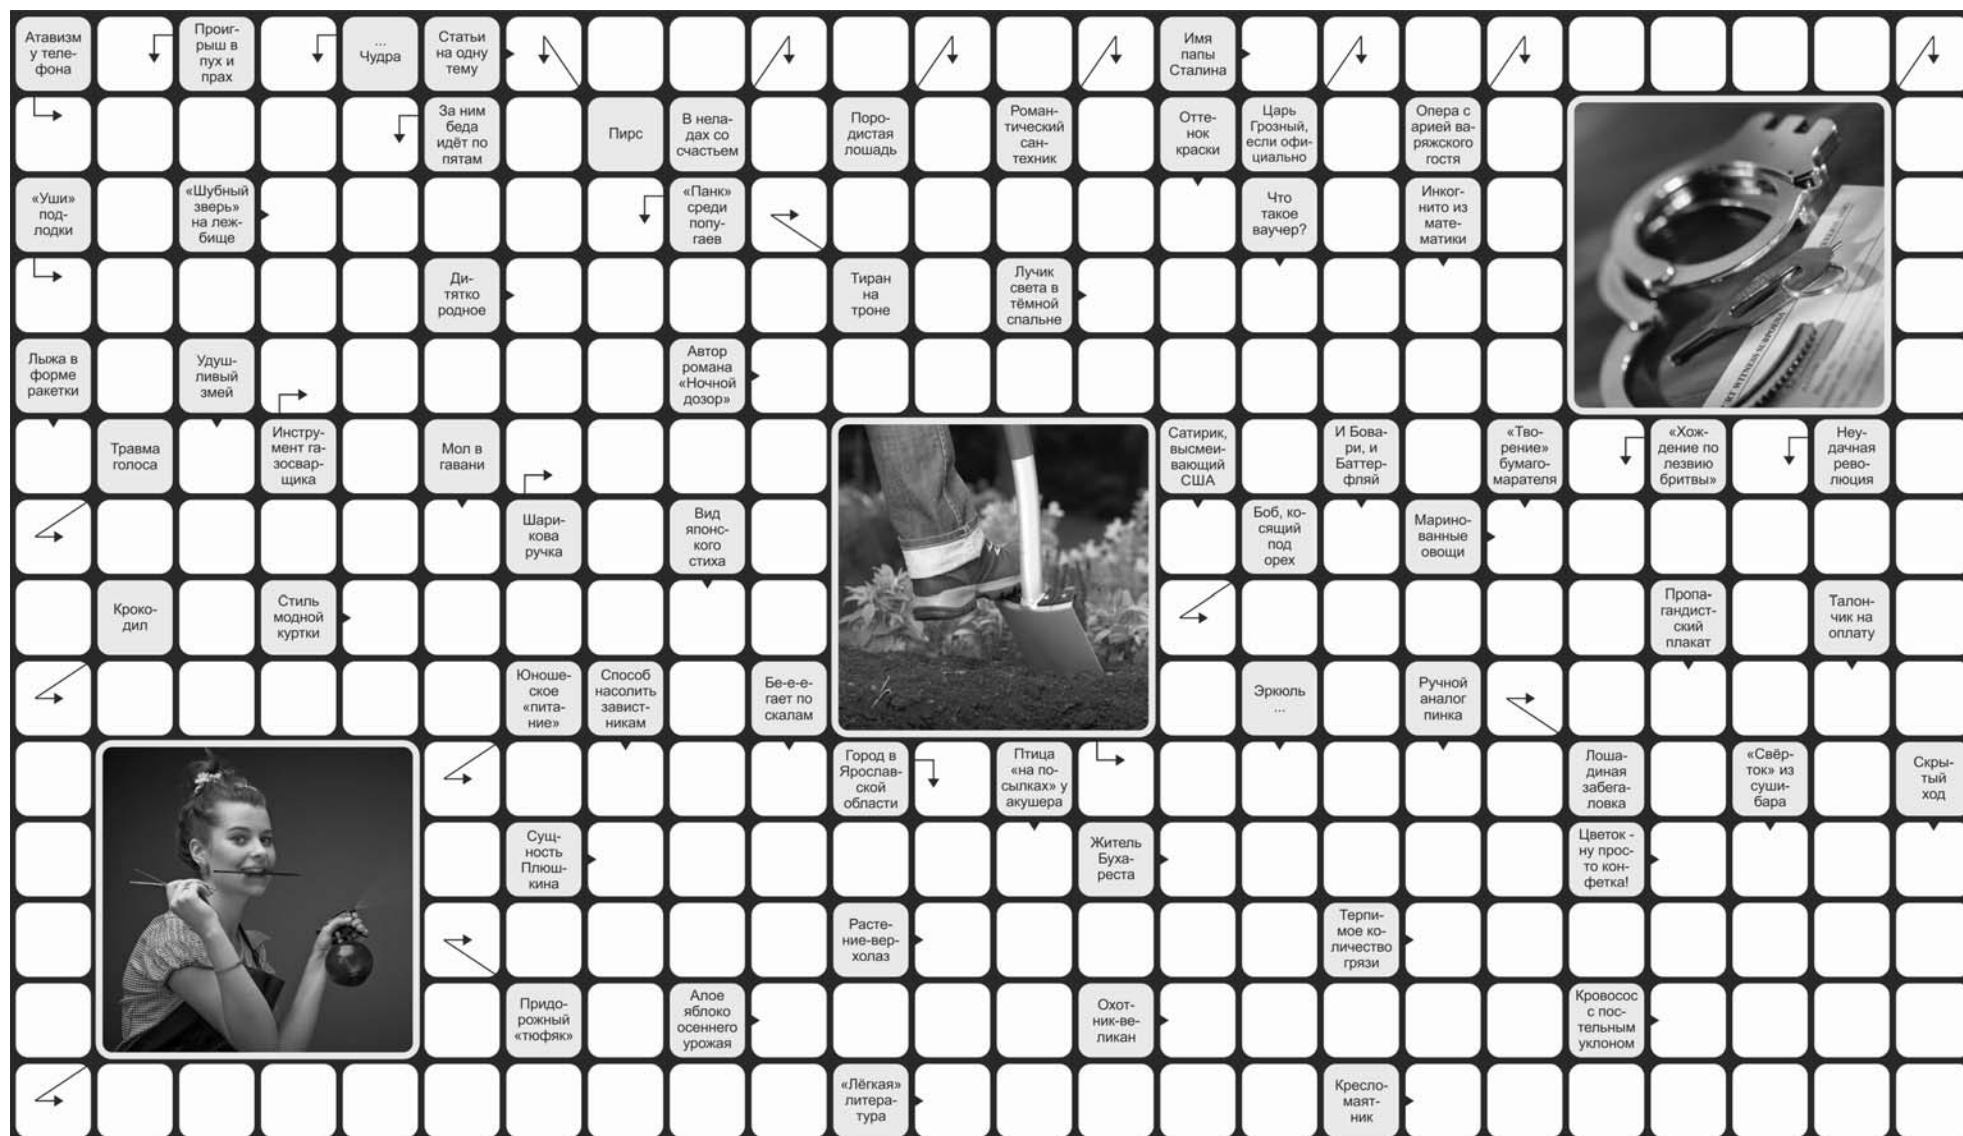 Атавизм
у теле-
фона
Проиг-
рыш в
пух и
прах
...
Чудра
Статьи
на одну
тему
Имя
папы
Сталина
За ним
беда
идёт по
пятам
Пирс
В нела-
дах со
счастьем
Поро-
дистая
лошадь
Роман-
тический
сан-
техник
Отте-
нок
краски
Царь
Грозный,
если офи-
циально
Опера с
арией ва-
ряжского
гостя
«Уши»
под-
лодки
«Шубный
зверь»
на леж-
бище
«Панк»
среди
попу-
гаев
Что
такое
ваучер?
Инког-
нито из
мате-
матики
Ди-
тятко
родное
Тиран
на
троне
Лучик
света в
тёмной
спальне
Лыжа в
форме
ракетки
Удуш-
ливый
змей
Автор
романа
«Ночной
дозор»
Травма
голоса
Инстру-
мент га-
зосвар-
щика
Мол в
гавани
Сатирик,
высмеи-
вающий
США
И Бова-
ри, и
Баттер-
фляй
«Тво-
рение»
бумаго-
марателя
«Хож-
дение по
лезвию
бритвы»
Неу-
дачная
рево-
люция
Шари-
кова
ручка
Вид
японс-
кого
стиха
Боб, ко-
сящий
под
орех
Марино-
ванные
овощи
Кроко-
дил
Стиль
модной
куртки
Пропа-
гандист-
ский
плакат
Талон-
чик на
оплату
Юноше-
ское
«пита-
ние»
Способ
насолить
завист-
никам
Бе-е-е-
гает по
скалам
Эркюль
...
Ручной
аналог
пинка
Город в
Ярослав-
ской
области
Птица
«на по-
сылках» у
акушера
Лоша-
диная
забега-
ловка
«Свёр-
ток» из
суши-
бара
Скры-
тый
ход
Сущ-
ность
Плюш-
кина
Житель
Буха-
реста
Цветок -
ну прос-
то кон-
фетка!
Расте-
ние-вер-
холаз
Терпи-
мое ко-
личество
грязи
Придо-
рожный
«тюфяк»
Алое
яблоко
осеннего
урожая
Охот-
ник-ве-
ликан
Кровосос
с пос-
тельным
уклоном
«Лёгкая»
литера-
тура
Кресло-
маят-
ник